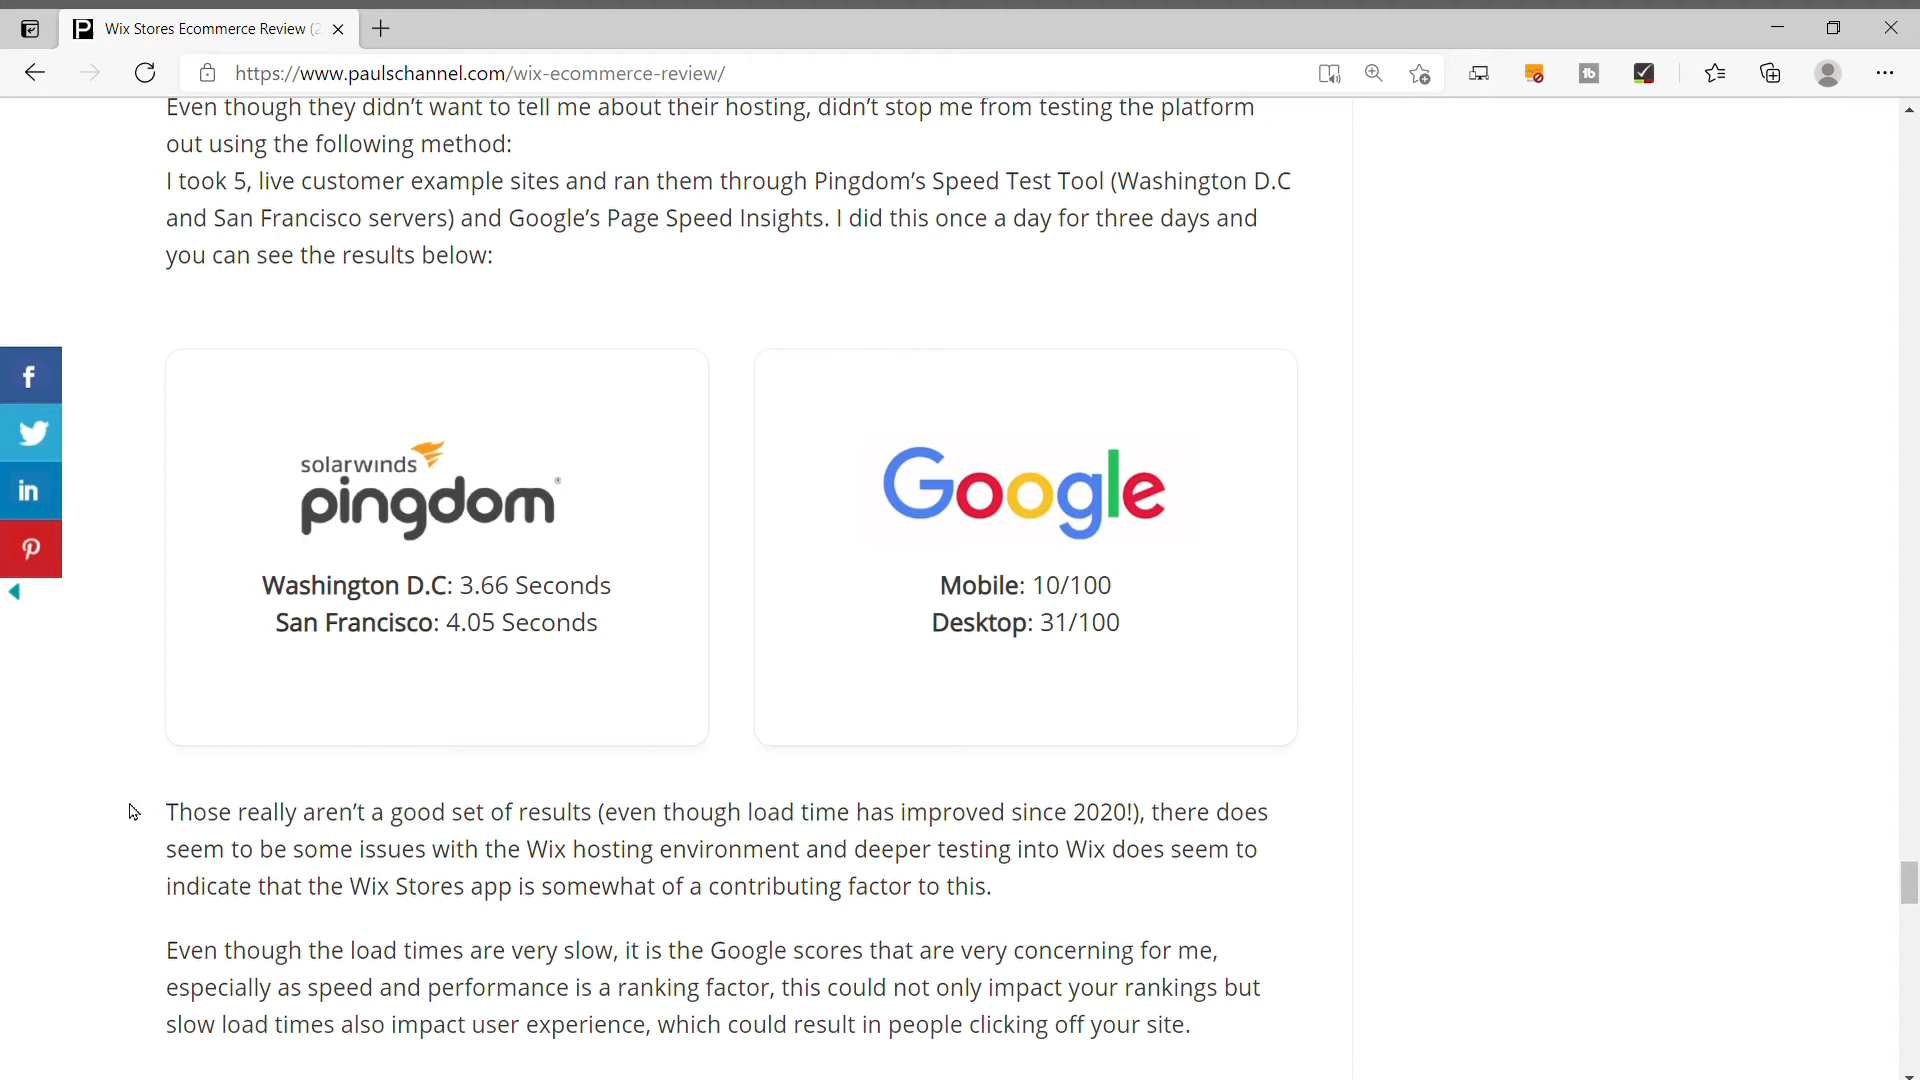 Wix Stores Ecommerce Review (2
https://www.paulschannel.com/wix-ecommerce-review/
Even though they didn’t want to tell me about their hosting, didn’t stop me from testing the platform
out using the following method:
I took 5, live customer example sites and ran them through Pingdom’s Speed Test Tool (Washington D.C
and San Francisco servers) and Google’s Page Speed Insights. I did this once a day for three days and
you can see the results below:
solarwinds
pingdom®
Washington D.C: 3.66 Seconds
San Francisco: 4.05 Seconds
Google
Mobile: 10/100
Desktop: 31/100
Those really aren’t a good set of results (even though load time has improved since 2020!), there does
seem to be some issues with the Wix hosting environment and deeper testing into Wix does seem to
indicate that the Wix Stores app is somewhat of a contributing factor to this.
Even though the load times are very slow, it is the Google scores that are very concerning for me,
especially as speed and performance is a ranking factor, this could not only impact your rankings but
slow load times also impact user experience, which could result in people clicking off your site.